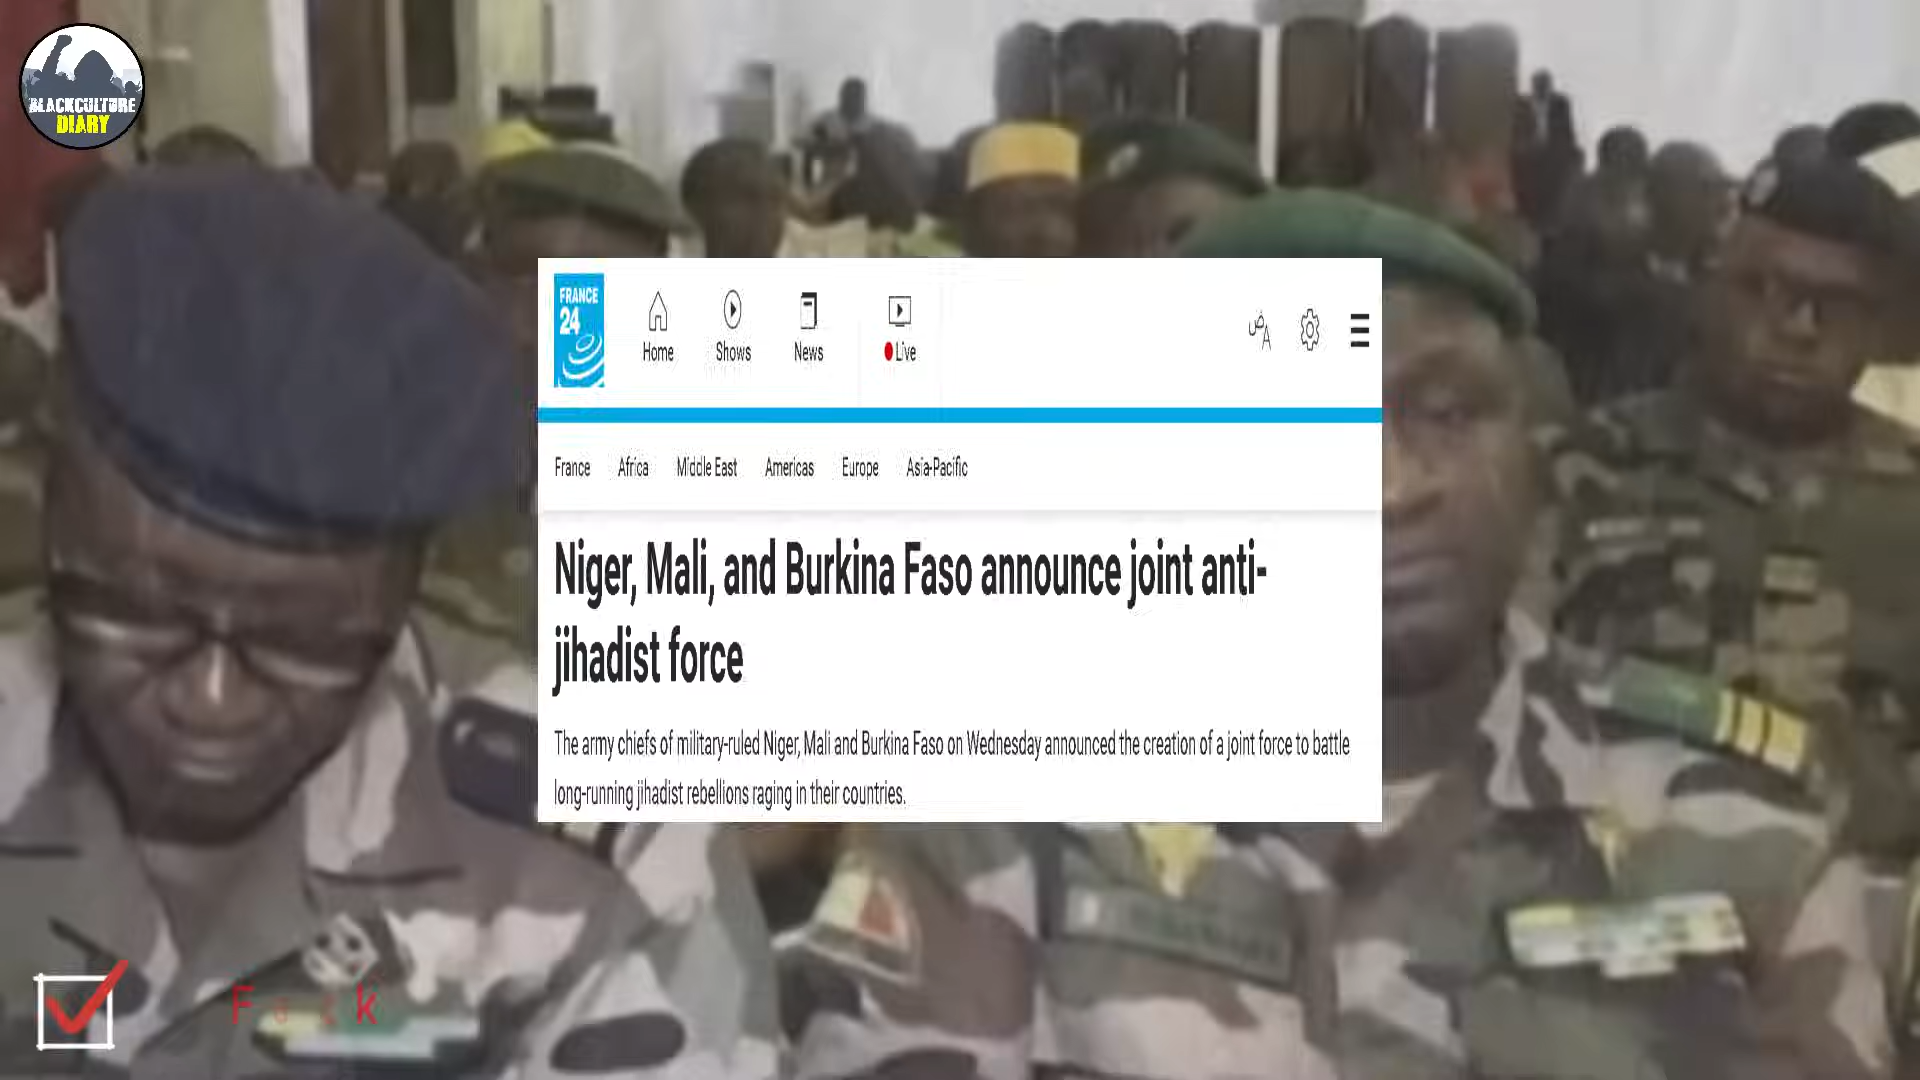 BLACKCULTURE
DIARY
FRANCE
24
Home
Shows
News
Live
France
Africa
Middle East
Americas
Europe
Asia-Pacific
Niger, Mali, and Burkina Faso announce joint anti-
jihadist force
The army chiefs of military-ruled Niger, Mali and Burkina Faso on Wednesday announced the creation of a joint force to battle
long-running jihadist rebellions raging in their countries.